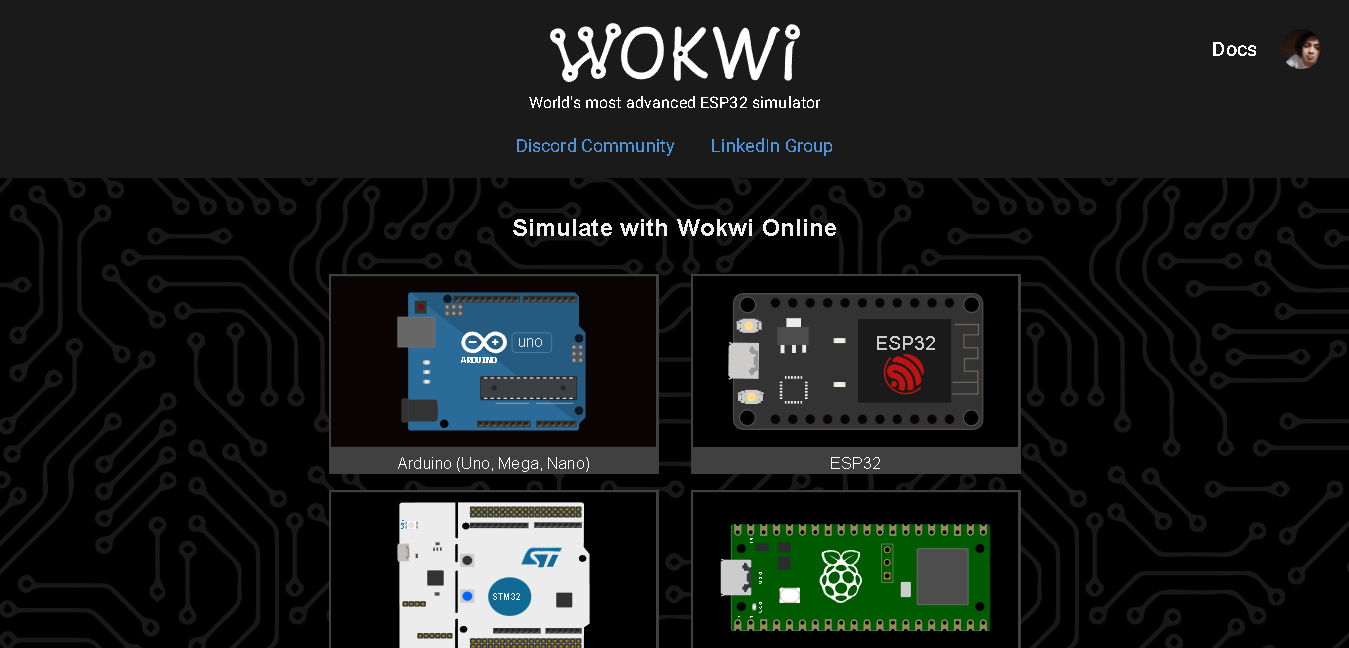 WOKWi
Docs
World's most advanced ESP32 simulator
Discord Community LinkedIn Group
Simulate with Wokwi Online
uno
ARDUINO
ESP32
Arduino (Uno, Mega, Nano)
ESP32
ST
STM32